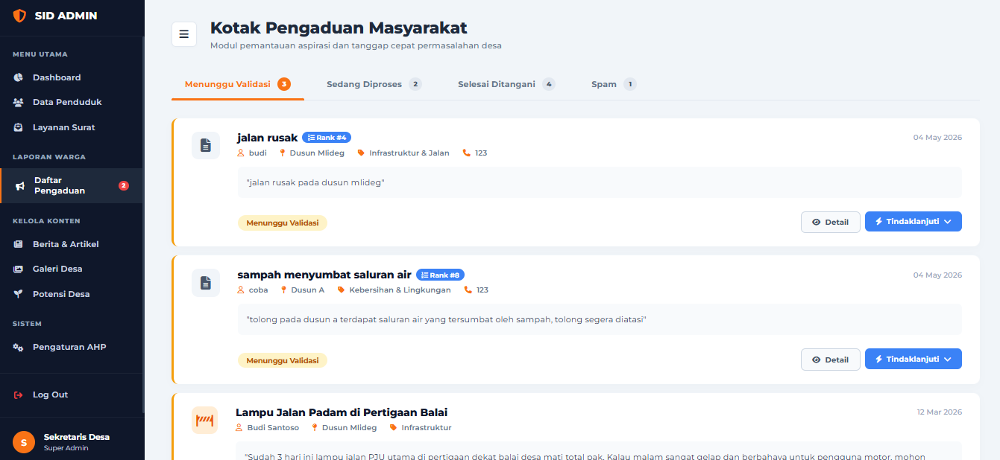 SID ADMIN
MENU UTAMA
Dashboard
Data Penduduk
Layanan Surat
LAPORAN WARGA
Daftar
Pengaduan
2
KELOLA KONTEN
Berita & Artikel
Galeri Desa
Potensi Desa
SISTEM
Pengaturan AHP
Log Out
S
Sekretaris Desa
Super Admin
Kotak Pengaduan Masyarakat
Modul pemantauan aspirasi dan tanggap cepat permasalahan desa
Menunggu Validasi 3 Sedang Diproses 2 Selesai Ditangani 4 Spam 1
jalan rusak Rank #4 04 May 2026
budi Dusun Mlideg Infrastruktur & Jalan 123
"jalan rusak pada dusun mlideg"
Menunggu Validasi Detail Tindaklanjuti
sampah menyumbat saluran air Rank #8 04 May 2026
coba Dusun A Kebersihan & Lingkungan 123
"tolong pada dusun a terdapat saluran air yang tersumbat oleh sampah, tolong segera diatasi"
Menunggu Validasi Detail Tindaklanjuti
Lampu Jalan Padam di Pertigaan Balai 12 Mar 2026
Budi Santoso Dusun Mlideg Infrastruktur
"Sudah 3 hari ini lampu jalan PJU utama di pertigaan dekat balai desa mati total pak. Kalau malam sangat gelap dan berbahaya untuk pengguna motor, mohon